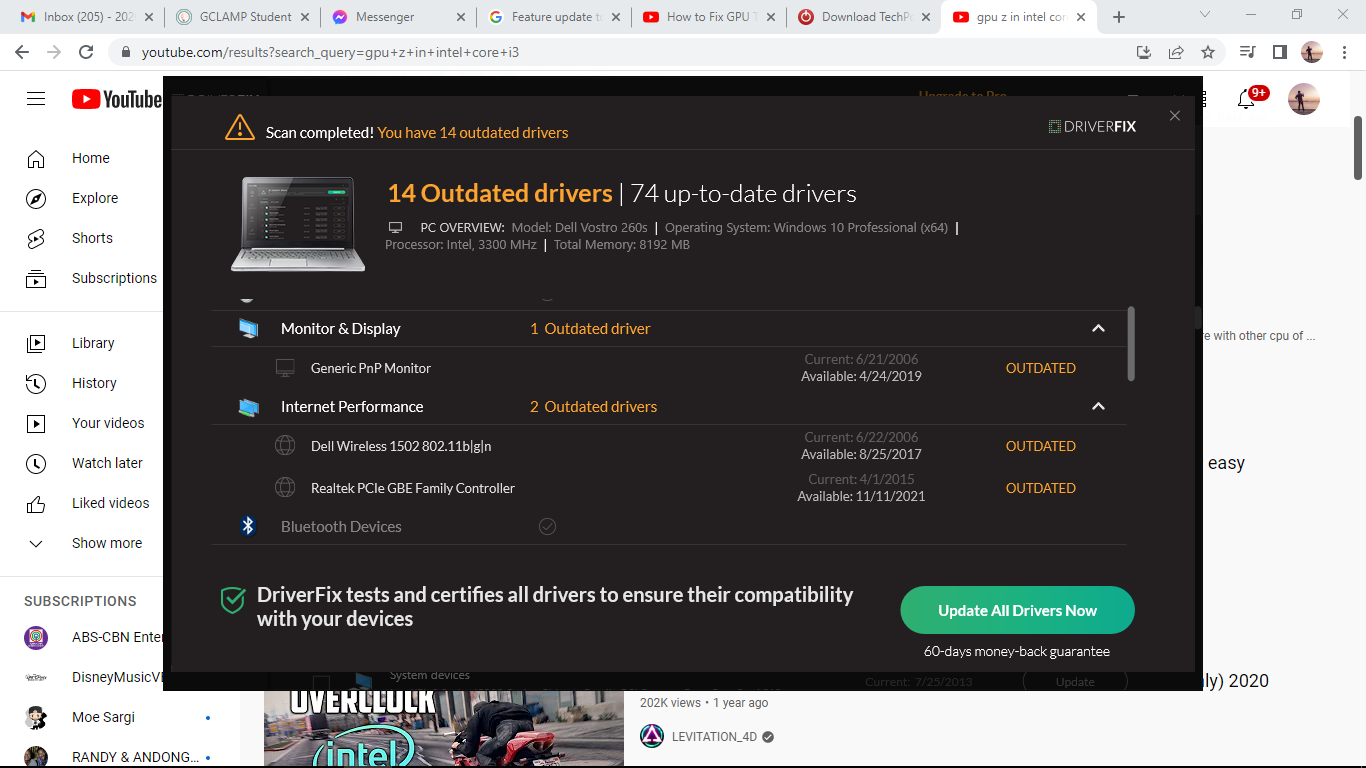 Inbox (205) - 202
GCLAMP Student
Messenger
Feature update t
How to Fix GPU T
Download TechP
gpu z in intel cor
youtube.com/results?search_query=gpu+z+in+intel+core+i3
YouTube
9+
Home
Explore
Shorts
Subscriptions
Library
History
Your videos
Watch later
Liked videos
Show more
SUBSCRIPTIONS
ABS-CBN Enter
DisneyMusicVE
Moe Sargi
RANDY & ANDONG...
Upgrade to Pro
Scan completed! You have 14 outdated drivers
DRIVERFIX
14 Outdated drivers | 74 up-to-date drivers
PC OVERVIEW: Model: Dell Vostro 260s | Operating System: Windows 10 Professional (x64) |
Processor: Intel, 3300 MHz | Total Memory: 8192 MB
Monitor & Display 1 Outdated driver
Generic PnP Monitor
Current: 6/21/2006
Available: 4/24/2019
OUTDATED
Internet Performance 2 Outdated drivers
Dell Wireless 1502 802.11b|g|n
Current: 6/22/2006
Available: 8/25/2017
OUTDATED
Realtek PCIe GBE Family Controller
Current: 4/1/2015
Available: 11/11/2021
OUTDATED
Bluetooth Devices
DriverFix tests and certifies all drivers to ensure their compatibility
with your devices
Update All Drivers Now
60-days money-back guarantee
System devices
Current: 7/25/2013
Update
re with other cpu of ...
easy
nly) 2020
OVERCLOCK
intel
202K views • 1 year ago
LEVITATION_4D